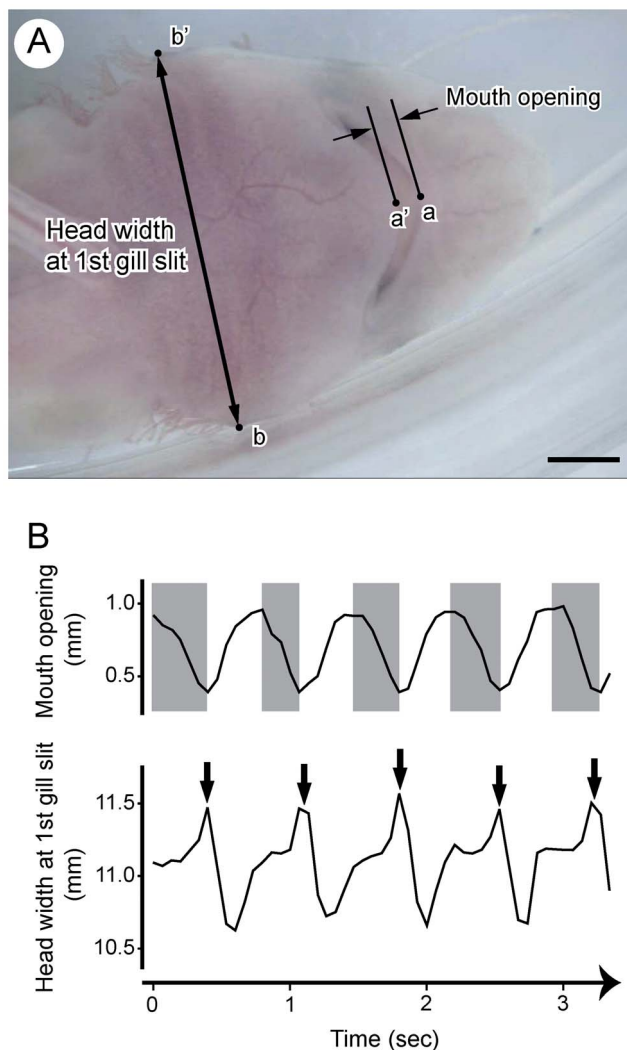 A
b'
Mouth opening
a'
a
Head width
at 1st gill slit
b
B
Mouth opening
(mm)
1.0
0.5
Head width at 1st gill slit
(mm)
11.5
11.0
10.5
0
1
2
3
Time (sec)